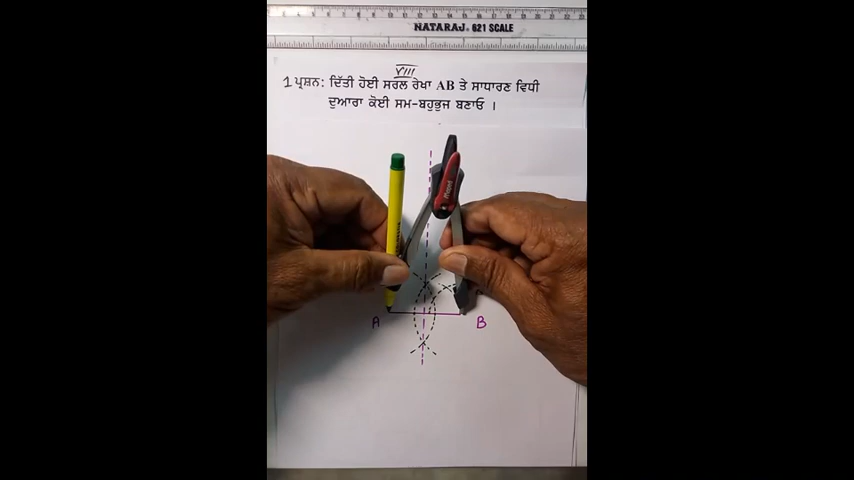 NATARAJ 621 SCALE
VIII
1 ਪ੍ਰਸ਼ਨ: ਦਿੱਤੀ ਹੋਈ ਸਰਲ ਰੇਖਾ AB ਤੇ ਸਾਧਾਰਣ ਵਿਧੀ
ਦੁਆਰਾ ਕੋਈ ਸਮ-ਬਹੁਭੁਜ ਬਣਾਓ ।
A B